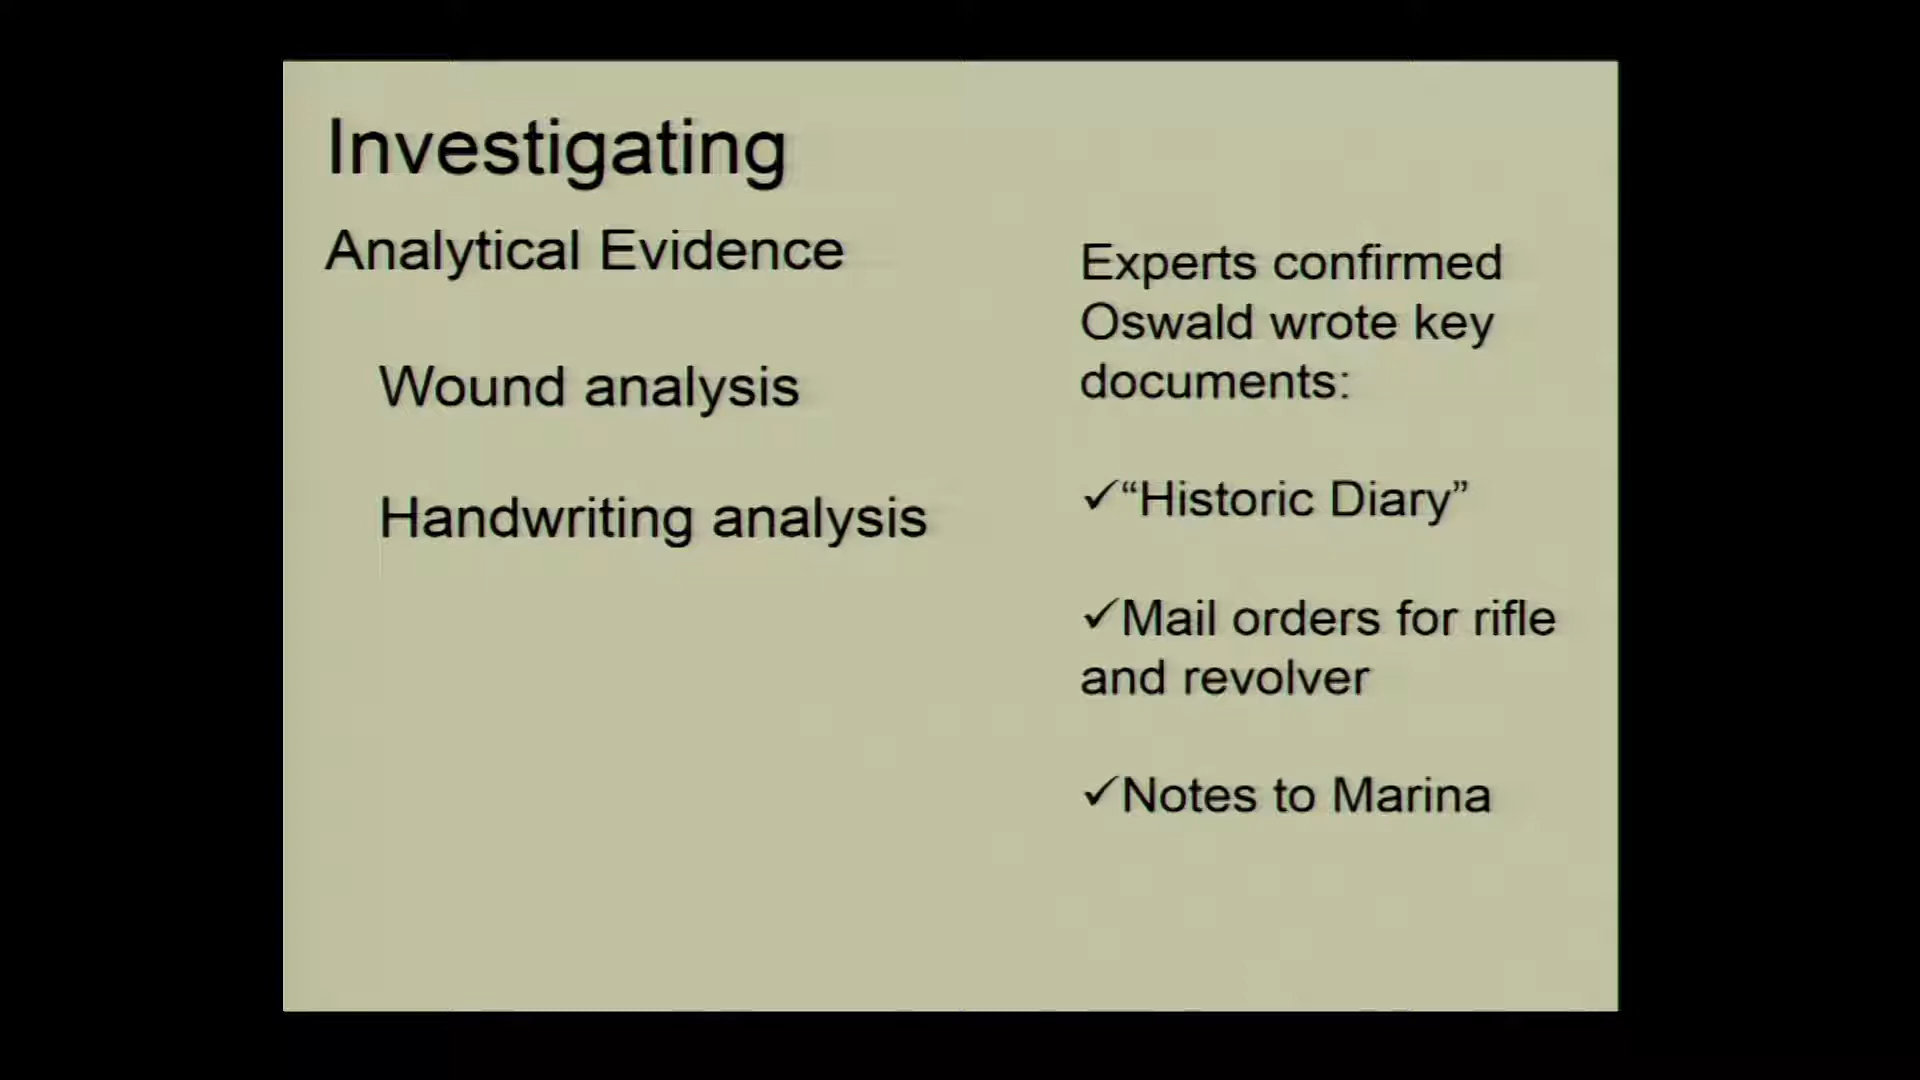 Investigating
Analytical Evidence
Wound analysis
Handwriting analysis
Experts confirmed
Oswald wrote key
documents:
✓“Historic Diary”
✓Mail orders for rifle
and revolver
✓Notes to Marina